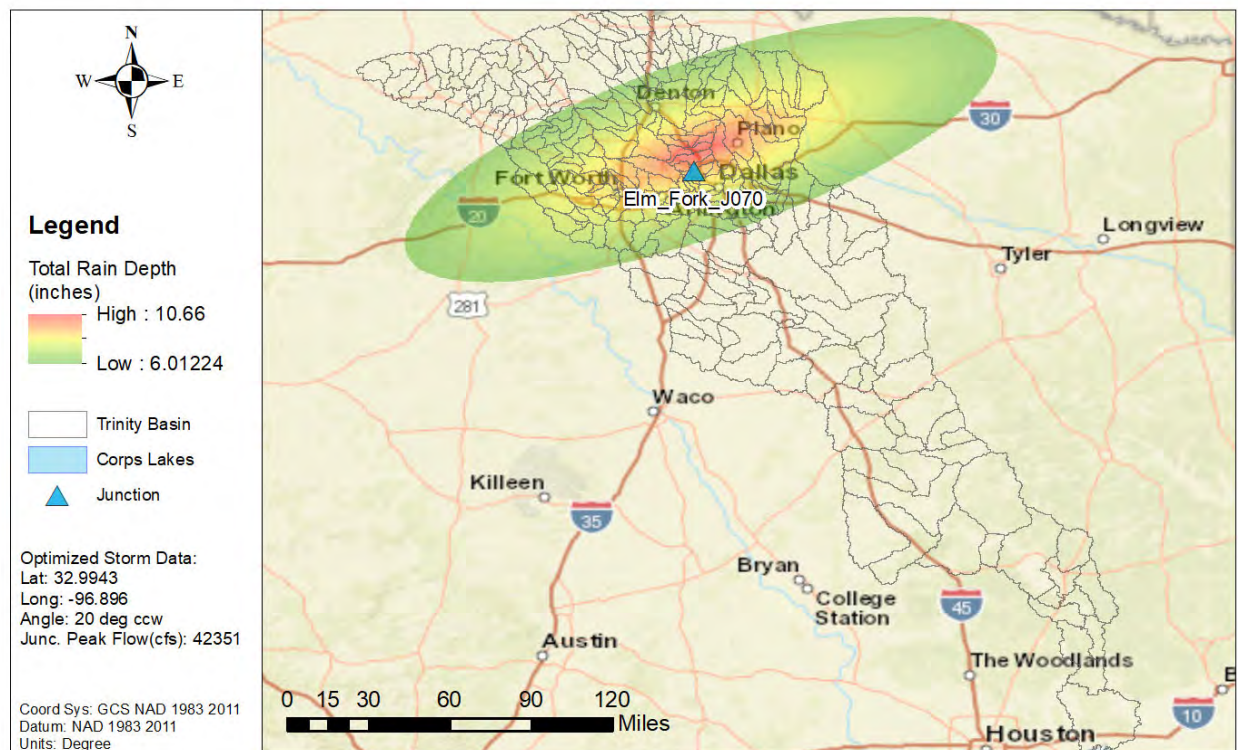 N
W
E
S
Legend
Total Rain Depth
(inches)
High : 10.66
Low : 6.01224
Trinity Basin
Corps Lakes
Junction
Optimized Storm Data:
Lat: 32.9943
Long: -96.896
Angle: 20 deg ccw
Junc. Peak Flow(cfs): 42351
Coord Sys: GCS NAD 1983 2011
Datum: NAD 1983 2011
Units: Degree
Denton
30
Plano
Fort Worth
Dallas
Elm_Fork_J070
Arlington
20
Longview
Tyler
281
Waco
Killeen
35
Bryan
College
Station
45
Austin
The Woodlands
10
Houston
0 15 30 60 90 120
Miles